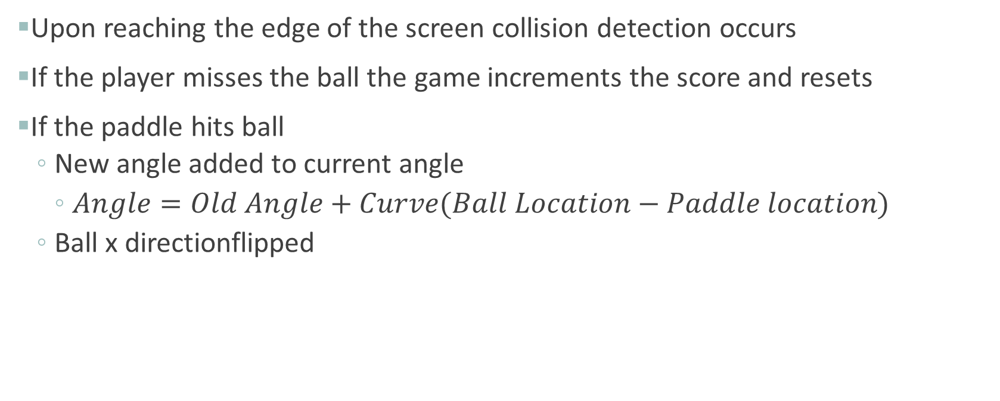 ▪Upon reaching the edge of the screen collision detection occurs
▪If the player misses the ball the game increments the score and resets
▪If the paddle hits ball
◦ New angle added to current angle
◦ Angle = Old Angle + Curve(Ball Location − Paddle location)
◦ Ball x directionflipped